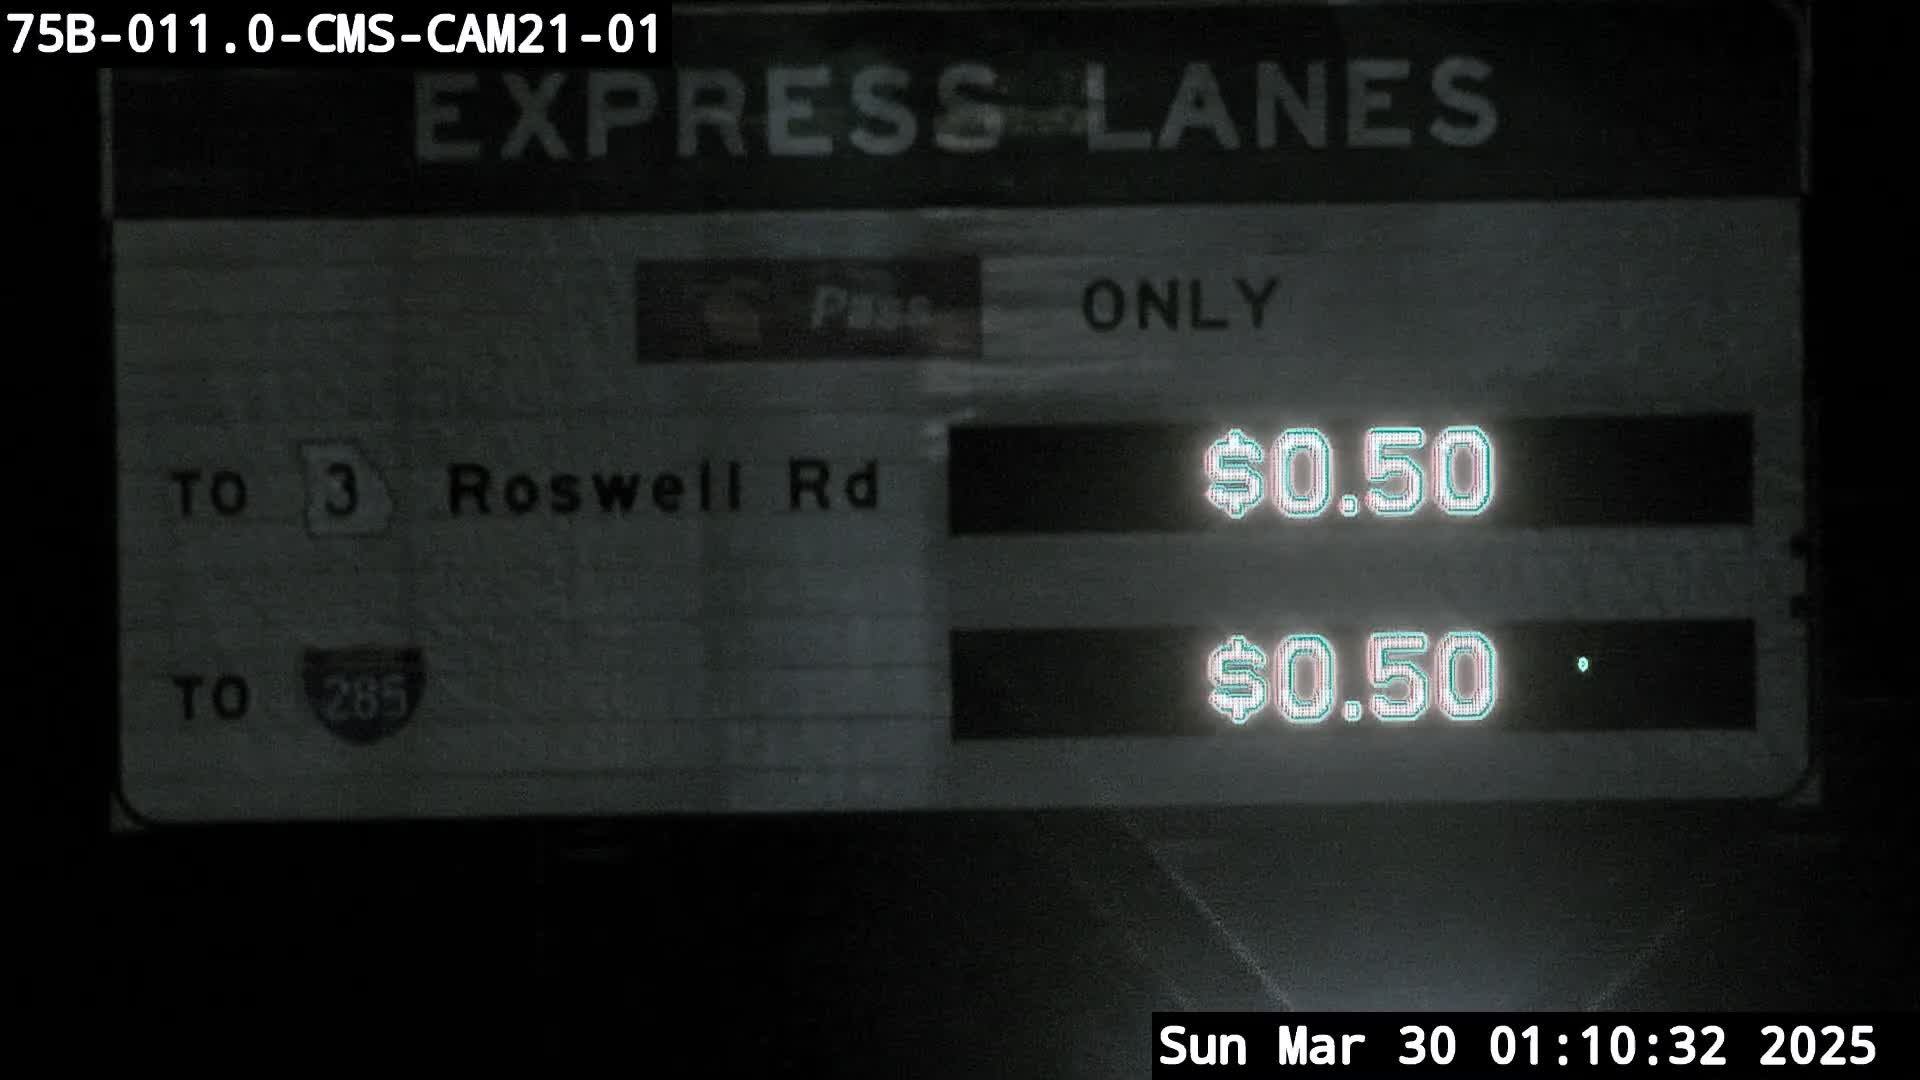 75B-011.0-CMS-CAM21-01
EXPRESS LANES
Pass ONLY
TO 3 Roswell Rd $0.50
TO 285 $0.50
Sun Mar 30 01:10:32 2025